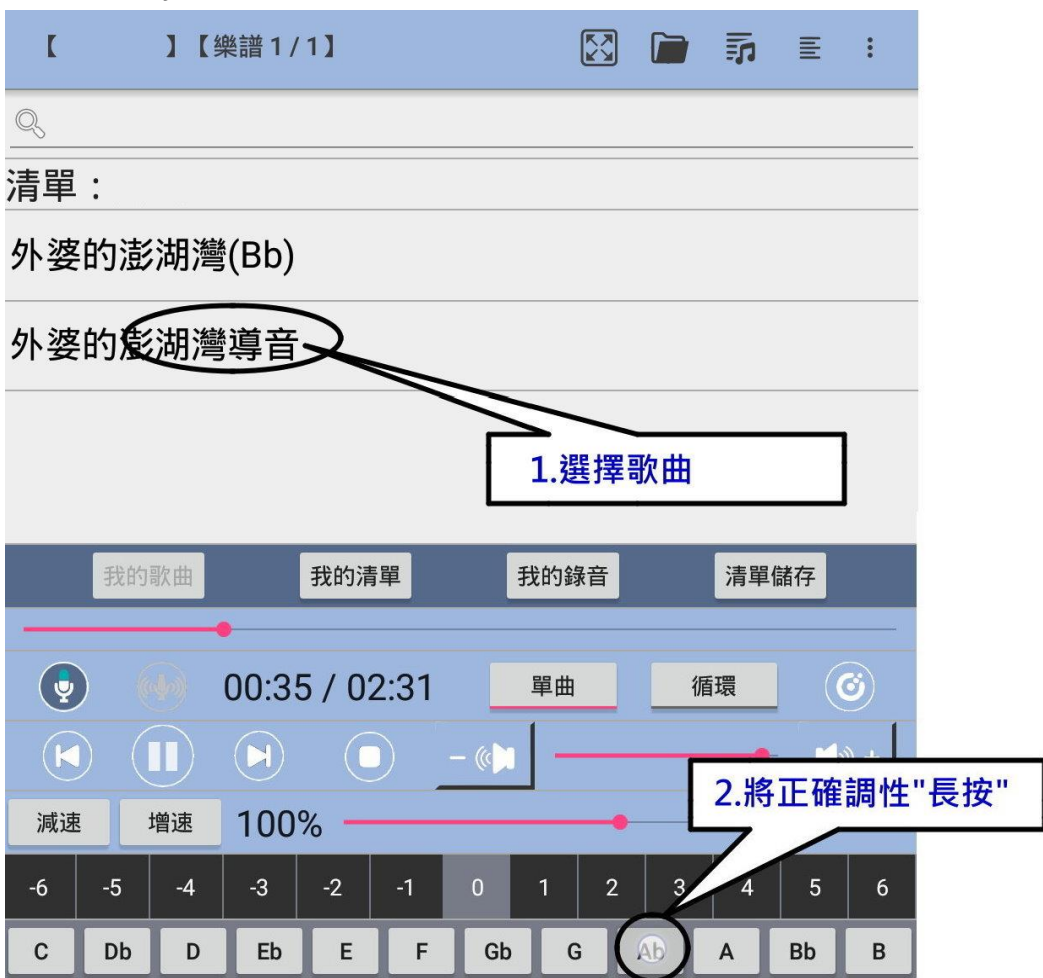 【 】【樂譜 1 / 1】
清單：
外婆的澎湖灣(Bb)
外婆的澎湖灣導音
1.選擇歌曲
我的歌曲 我的清單 我的錄音 清單儲存
00:35 / 02:31 單曲 循環
減速 增速 100%
2.將正確調性"長按"
-6 -5 -4 -3 -2 -1 0 1 2 3 4 5 6
C Db D Eb E F Gb G Ab A Bb B